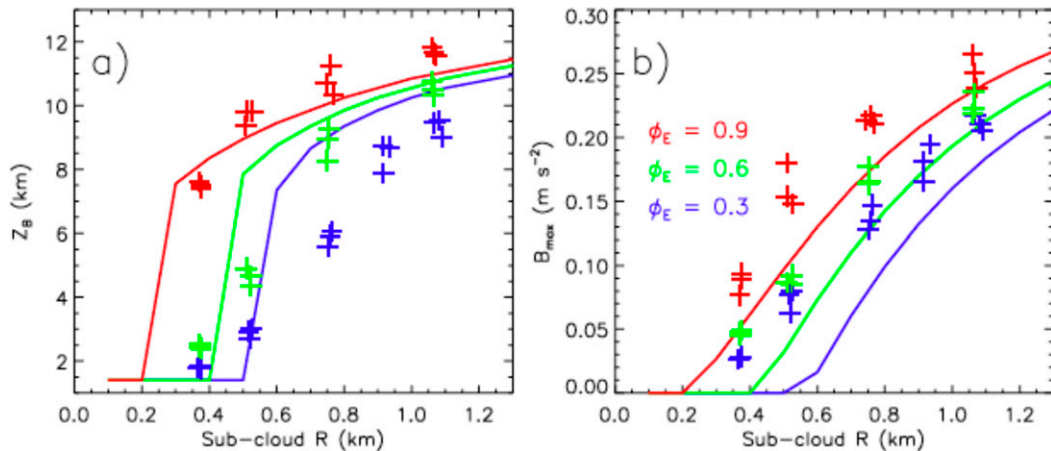 a)
12
10
8
6
4
2
Z_B (km)
0.0 0.2 0.4 0.6 0.8 1.0 1.2
Sub-cloud R (km)
b)
0.30
0.25
0.20
0.15
0.10
0.05
0.00
B_max (m s⁻²)
ϕ_E = 0.9
ϕ_E = 0.6
ϕ_E = 0.3
0.0 0.2 0.4 0.6 0.8 1.0 1.2
Sub-cloud R (km)